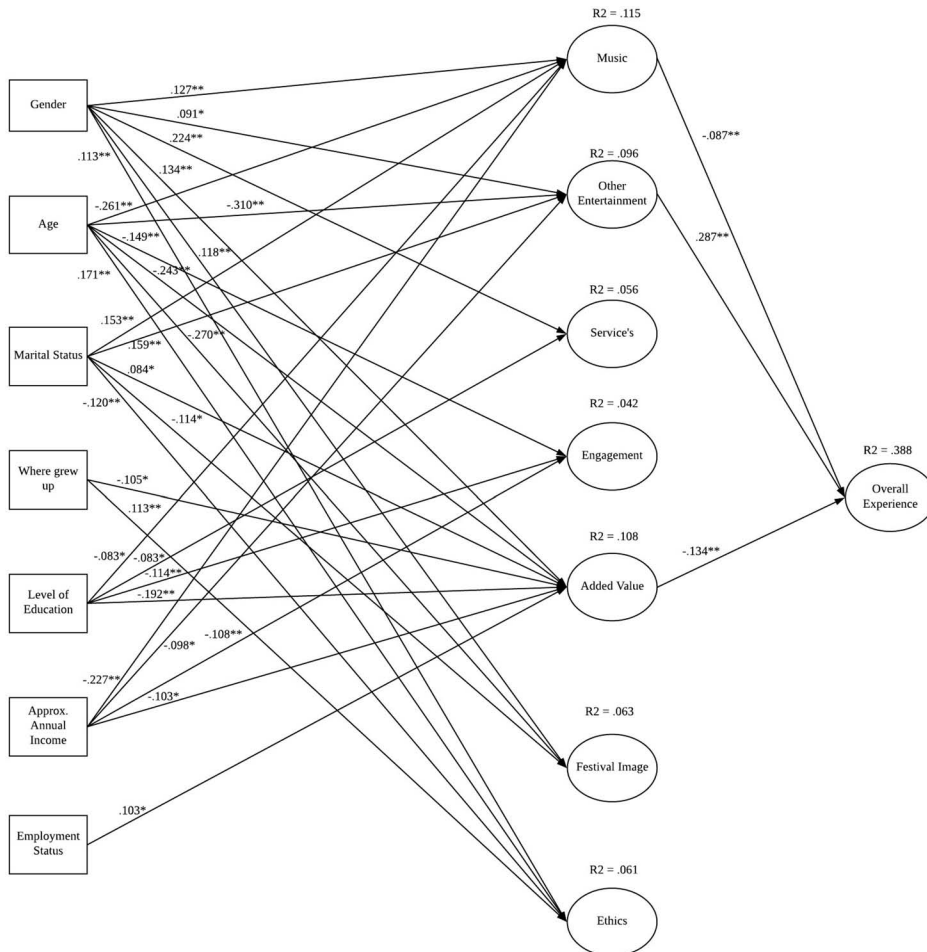 R2 = .115
Music
Gender
.127**
.091*
.224**
.113**
.134**
-.087**
R2 = .096
Other
Entertainment
Age
-.261**
-.310**
-.149**
.118**
.287**
.171**
-.243**
R2 = .056
Service's
Marital Status
.153**
-.270**
.159**
.084*
-.120**
-.114*
R2 = .042
Engagement
Where grew
up
-.105*
.113**
R2 = .388
Overall
Experience
R2 = .108
Added Value
-.134**
-.083*
-.083*
-.114**
-.192**
Level of
Education
-.108**
-.098*
-.227**
-.103*
Approx.
Annual
Income
R2 = .063
Festival Image
.103*
Employment
Status
R2 = .061
Ethics